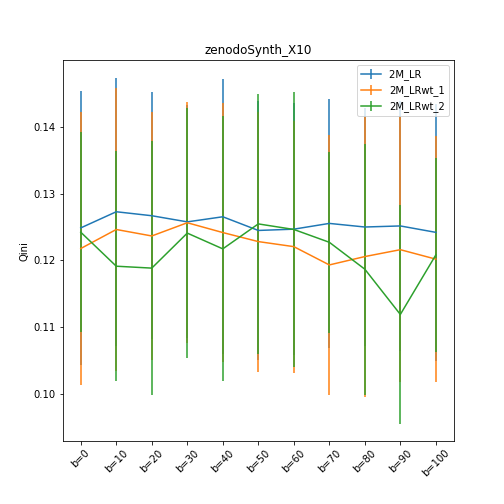 zenodoSynth_X10
2M_LR
2M_LRwt_1
2M_LRwt_2
Qini
0.14
0.13
0.12
0.11
0.10
b=0
b=10
b=20
b=30
b=40
b=50
b=60
b=70
b=80
b=90
b=100